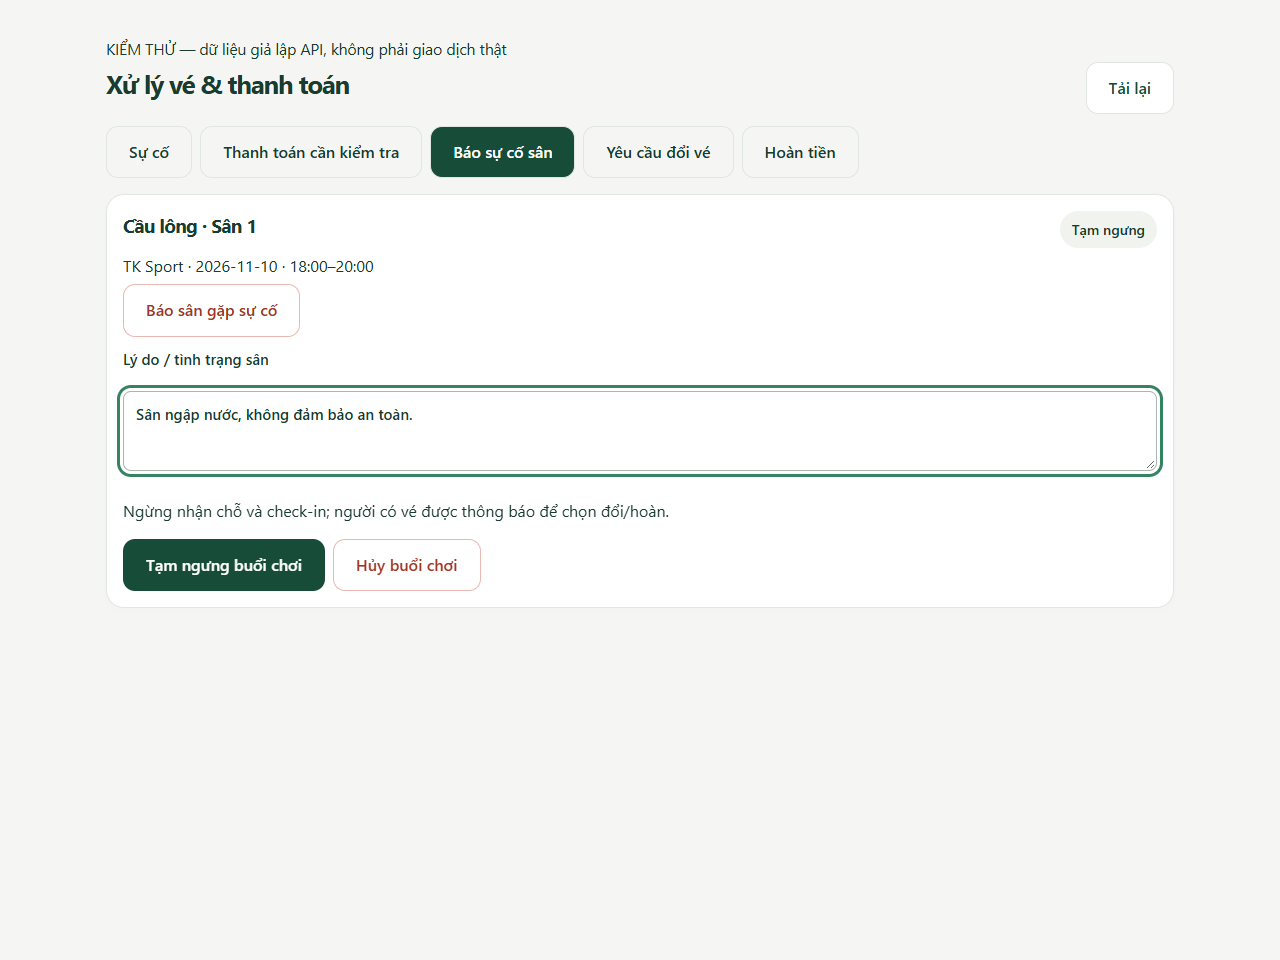 KIỂM THỬ — dữ liệu giả lập API, không phải giao dịch thật
Xử lý vé & thanh toán
Tải lại
Sự cố
Thanh toán cần kiểm tra
Báo sự cố sân
Yêu cầu đổi vé
Hoàn tiền
Cầu lông · Sân 1
Tạm ngưng
TK Sport · 2026-11-10 · 18:00–20:00
Báo sân gặp sự cố
Lý do / tình trạng sân
Sân ngập nước, không đảm bảo an toàn.
Ngừng nhận chỗ và check-in; người có vé được thông báo để chọn đổi/hoàn.
Tạm ngưng buổi chơi
Hủy buổi chơi